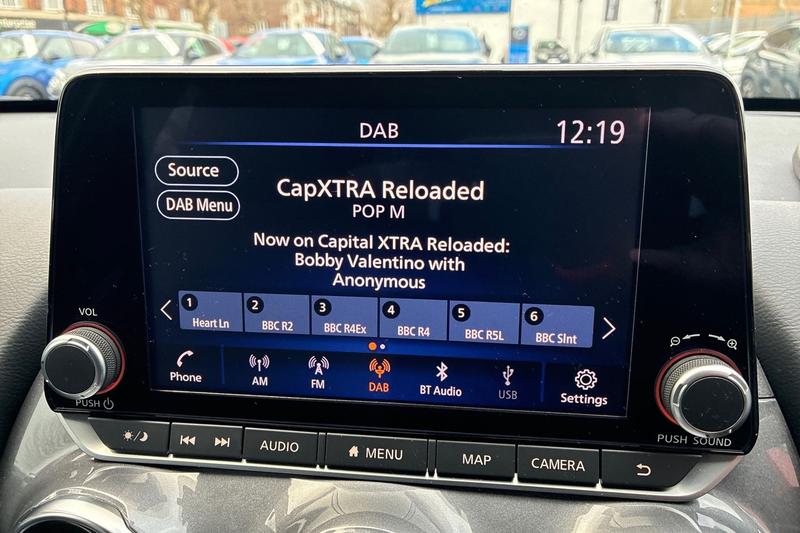 enterprise
DAB
12:19
Source
DAB Menu
CapXTRA Reloaded
POP M
Now on Capital XTRA Reloaded:
Bobby Valentino with
Anonymous
1
Heart Ln
2
BBC R2
3
BBC R4Ex
4
BBC R4
5
BBC R5L
6
BBC Slnt
Phone
AM
FM
DAB
BT Audio
USB
Settings
VOL
PUSH
PUSH SOUND
AUDIO
MENU
MAP
CAMERA